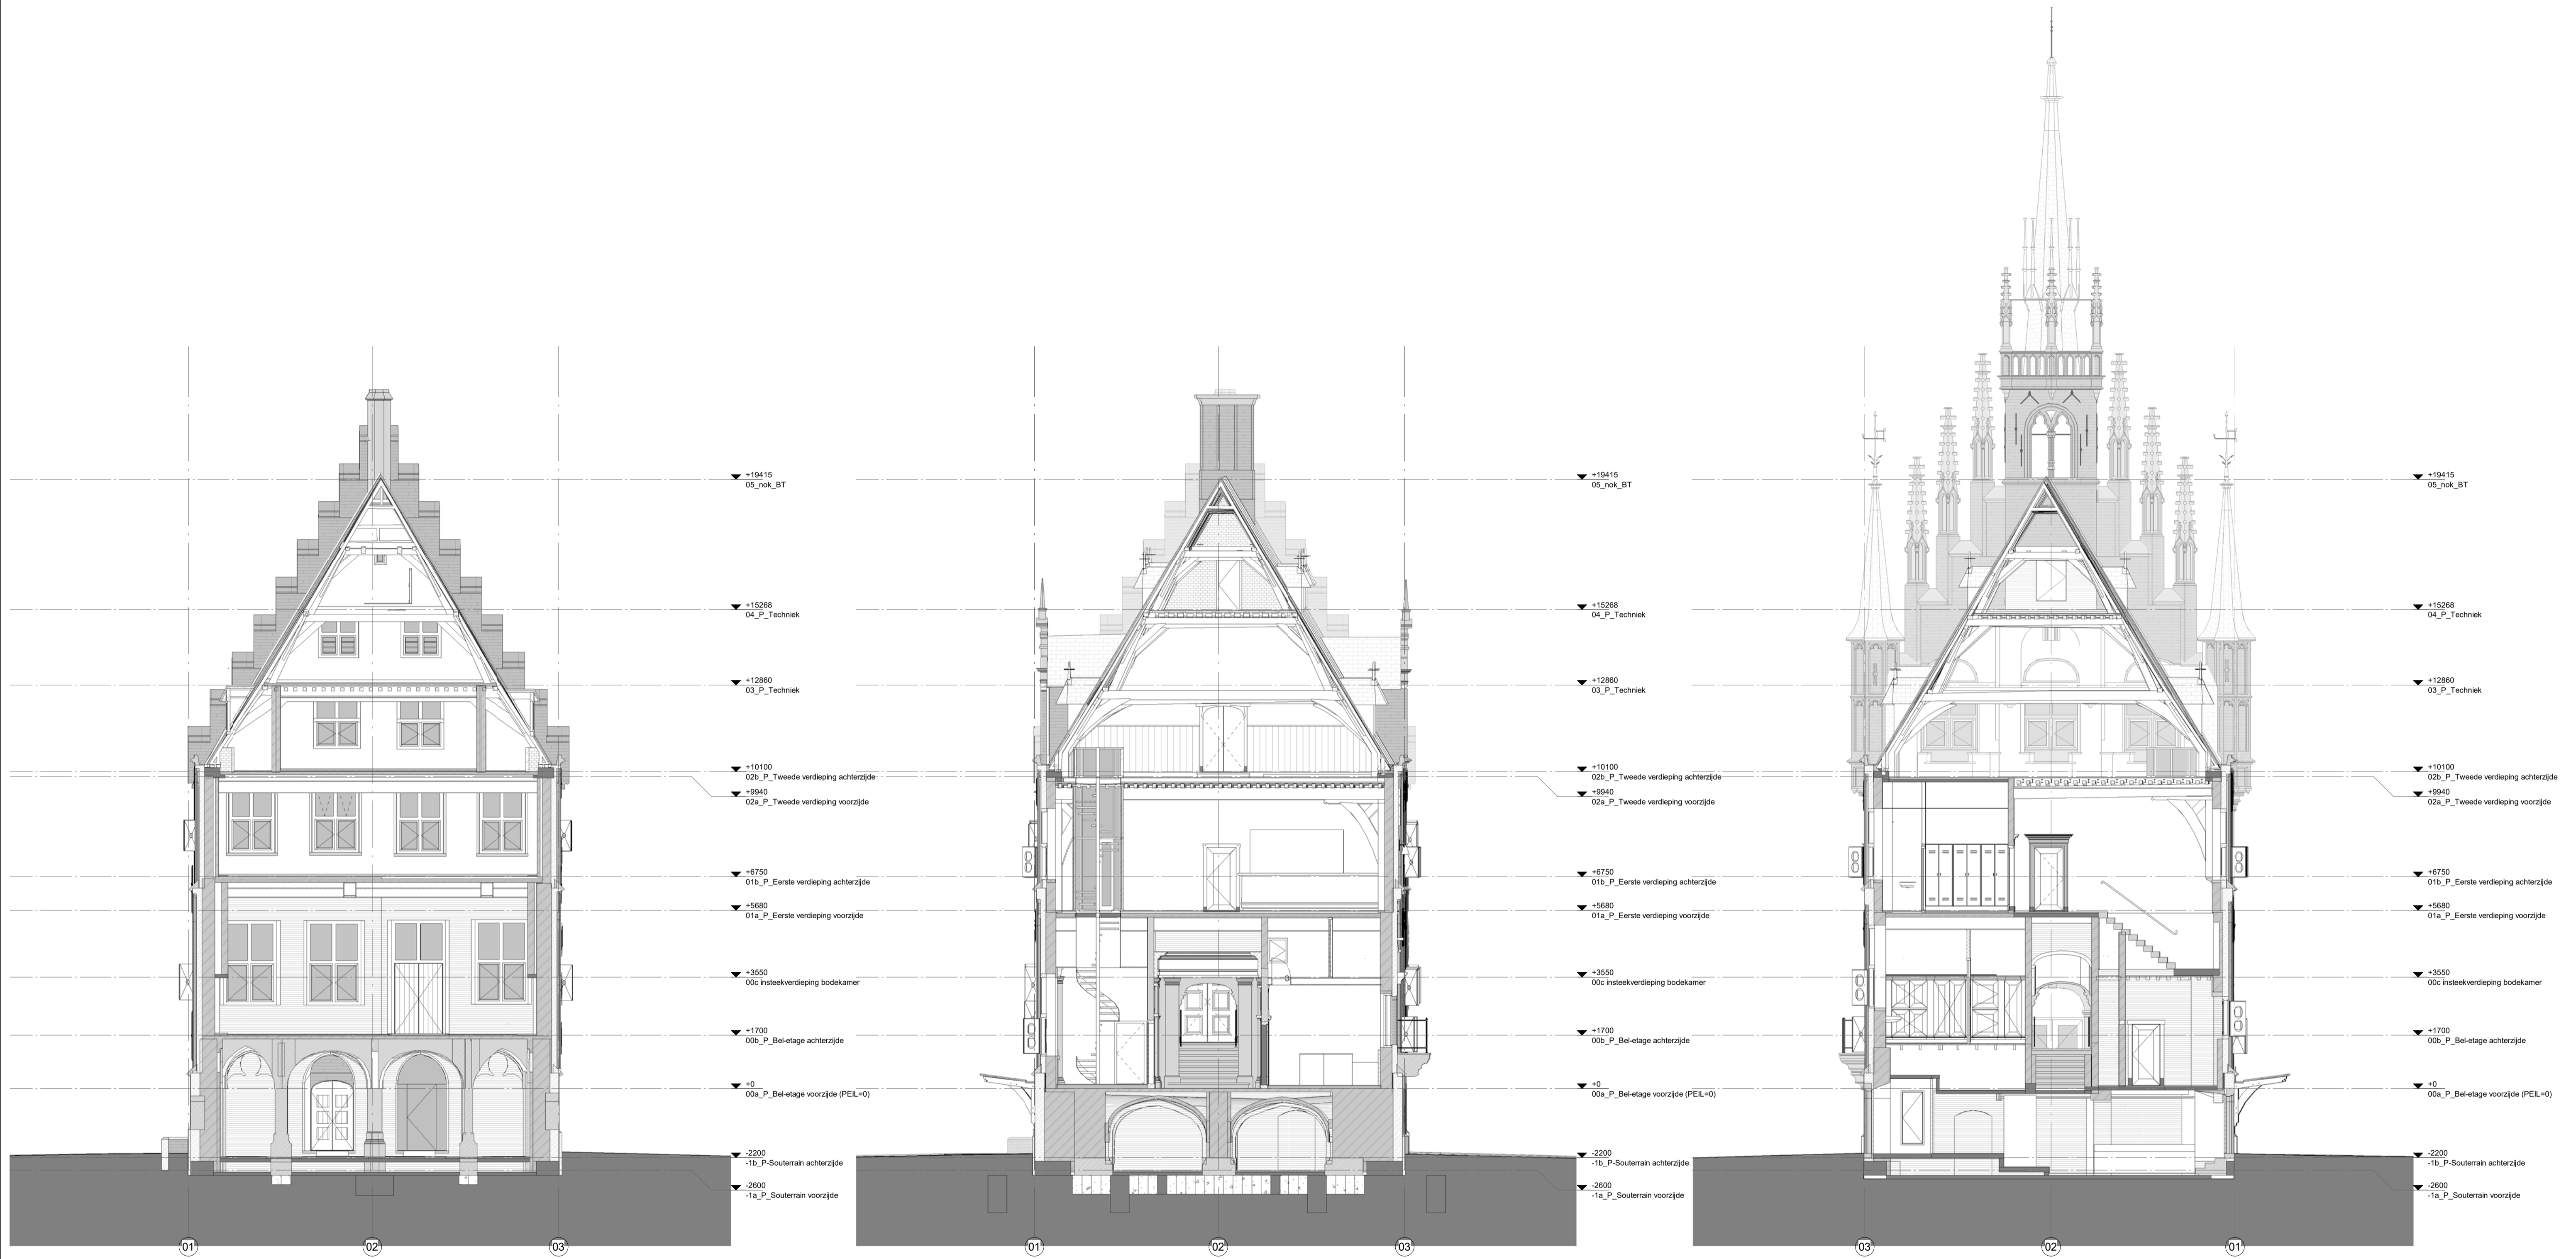 +19415
05_nok_BT
+15268
04_P_Techniek
+12860
03_P_Techniek
+10100
02b_P_Tweede verdieping achterzijde
+9940
02a_P_Tweede verdieping voorzijde
+6750
01b_P_Eerste verdieping achterzijde
+5680
01a_P_Eerste verdieping voorzijde
+3550
00c insteekverdieping bodekamer
+1700
00b_P_Bel-etage achterzijde
+0
00a_P_Bel-etage voorzijde (PEIL=0)
-2200
-1b_P-Souterrain achterzijde
-2600
-1a_P_Souterrain voorzijde
01
02
03
+19415
05_nok_BT
+15268
04_P_Techniek
+12860
03_P_Techniek
+10100
02b_P_Tweede verdieping achterzijde
+9940
02a_P_Tweede verdieping voorzijde
+6750
01b_P_Eerste verdieping achterzijde
+5680
01a_P_Eerste verdieping voorzijde
+3550
00c insteekverdieping bodekamer
+1700
00b_P_Bel-etage achterzijde
+0
00a_P_Bel-etage voorzijde (PEIL=0)
-2200
-1b_P-Souterrain achterzijde
-2600
-1a_P_Souterrain voorzijde
01
02
03
+19415
05_nok_BT
+15268
04_P_Techniek
+12860
03_P_Techniek
+10100
02b_P_Tweede verdieping achterzijde
+9940
02a_P_Tweede verdieping voorzijde
+6750
01b_P_Eerste verdieping achterzijde
+5680
01a_P_Eerste verdieping voorzijde
+3550
00c insteekverdieping bodekamer
+1700
00b_P_Bel-etage achterzijde
+0
00a_P_Bel-etage voorzijde (PEIL=0)
-2200
-1b_P-Souterrain achterzijde
-2600
-1a_P_Souterrain voorzijde
03
02
01